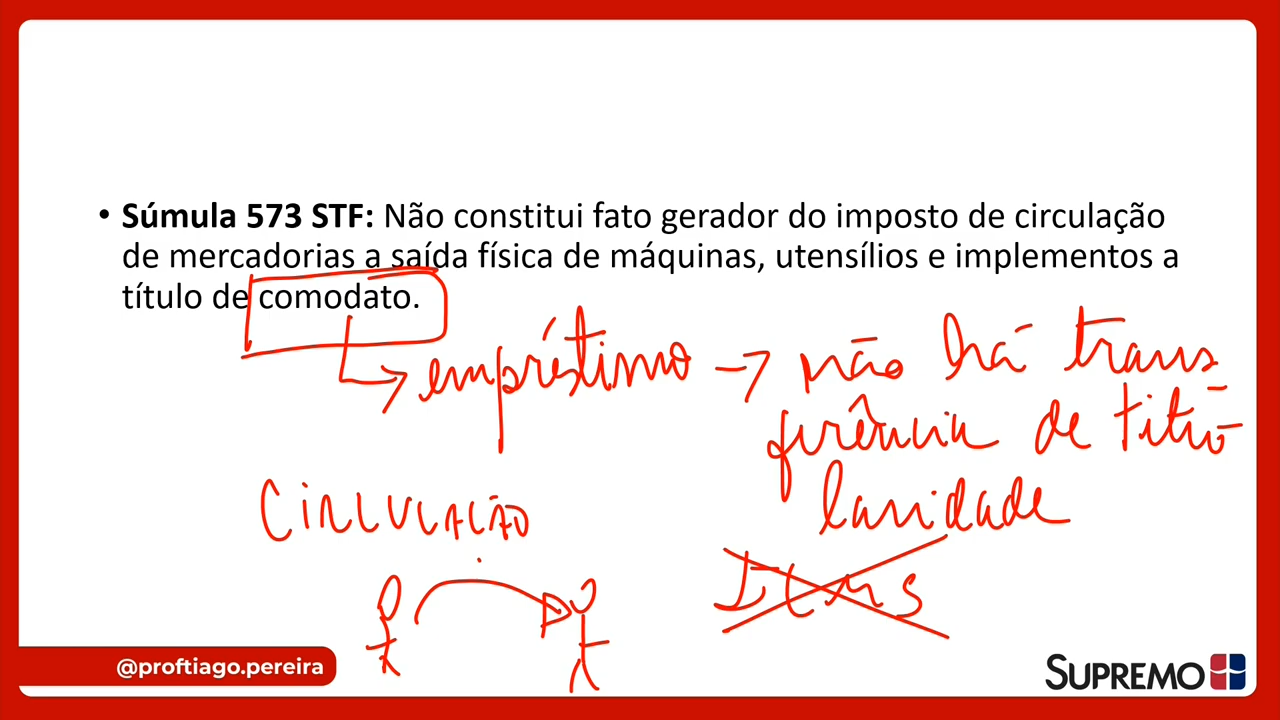 • Súmula 573 STF: Não constitui fato gerador do imposto de circulação
de mercadorias a saída física de máquinas, utensílios e implementos a
título de comodato.
empréstimo → não há trans
ferência de titu
laridade
CIRCULAÇÃO
ICMS
@proftiago.pereira
SUPREMO